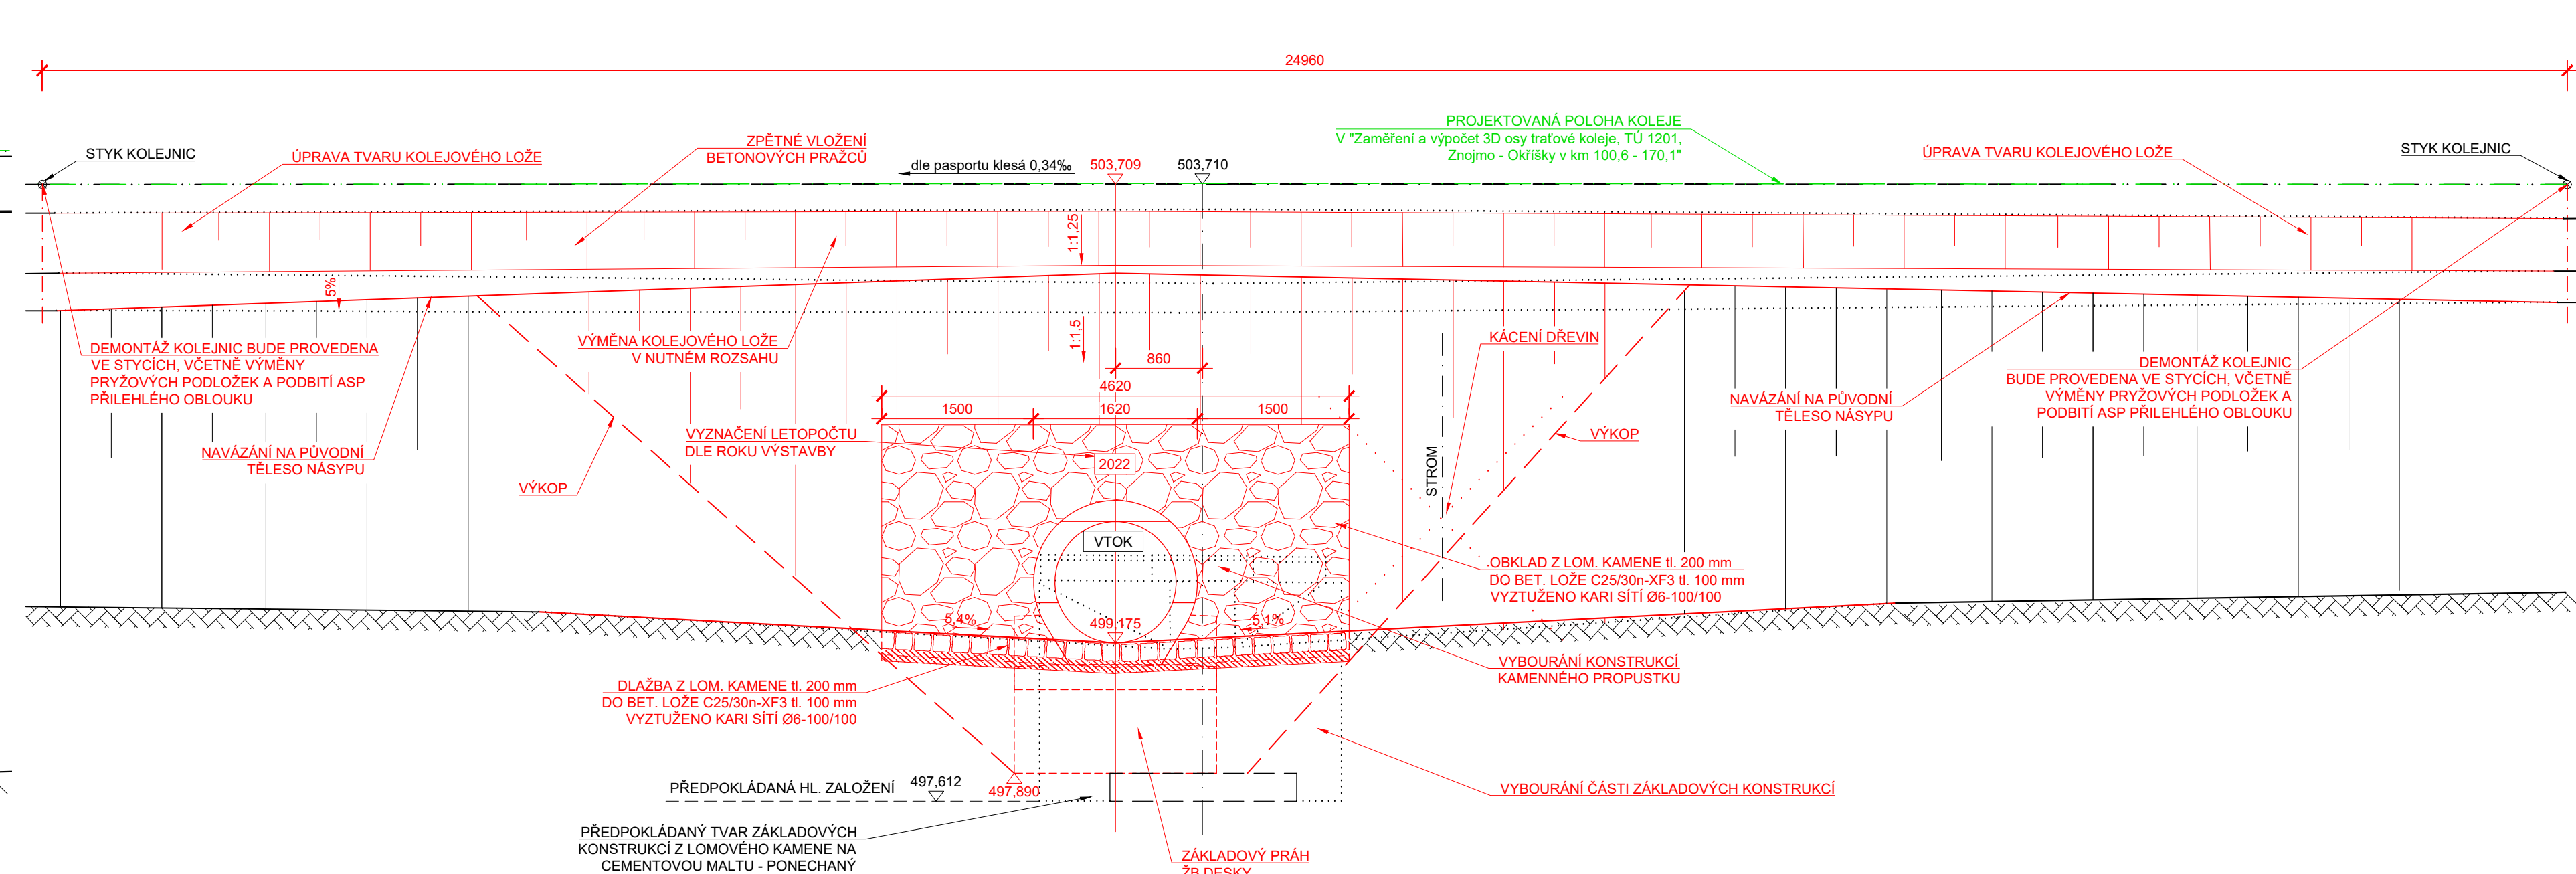 24960
PROJEKTOVANÁ POLOHA KOLEJE
V "Zaměření a výpočet 3D osy traťové koleje, TÚ 1201,
Znojmo - Okříšky v km 100,6 - 170,1"
STYK KOLEJNIC
ÚPRAVA TVARU KOLEJOVÉHO LOŽE
ZPĚTNÉ VLOŽENÍ
BETONOVÝCH PRAŽCŮ
dle pasportu klesá 0,34‰
503,709
503,710
ÚPRAVA TVARU KOLEJOVÉHO LOŽE
STYK KOLEJNIC
1:1,25
5%
1:1,5
VÝMĚNA KOLEJOVÉHO LOŽE
V NUTNÉM ROZSAHU
KÁCENÍ DŘEVIN
DEMONTÁŽ KOLEJNIC BUDE PROVEDENA
VE STYCÍCH, VČETNĚ VÝMĚNY
PRYŽOVÝCH PODLOŽEK A PODBITÍ ASP
PŘILEHLÉHO OBLOUKU
860
4620
1500
1620
1500
DEMONTÁŽ KOLEJNIC
BUDE PROVEDENA VE STYCÍCH, VČETNĚ
VÝMĚNY PRYŽOVÝCH PODLOŽEK A
PODBITÍ ASP PŘILEHLÉHO OBLOUKU
NAVÁZÁNÍ NA PŮVODNÍ
TĚLESO NÁSYPU
NAVÁZÁNÍ NA PŮVODNÍ
TĚLESO NÁSYPU
VYZNAČENÍ LETOPOČTU
DLE ROKU VÝSTAVBY
2022
VÝKOP
VÝKOP
STROM
VTOK
OBKLAD Z LOM. KAMENE tl. 200 mm
DO BET. LOŽE C25/30n-XF3 tl. 100 mm
VYZTUŽENO KARI SÍTÍ Ø6-100/100
5,4%
499,175
5,1%
VYBOURÁNÍ KONSTRUKCÍ
KAMENNÉHO PROPUSTKU
DLAŽBA Z LOM. KAMENE tl. 200 mm
DO BET. LOŽE C25/30n-XF3 tl. 100 mm
VYZTUŽENO KARI SÍTÍ Ø6-100/100
PŘEDPOKLÁDANÁ HL. ZALOŽENÍ
497,612
497,890
VYBOURÁNÍ ČÁSTI ZÁKLADOVÝCH KONSTRUKCÍ
PŘEDPOKLÁDANÝ TVAR ZÁKLADOVÝCH
KONSTRUKCÍ Z LOMOVÉHO KAMENE NA
CEMENTOVOU MALTU - PONECHANÝ
ZÁKLADOVÝ PRÁH
ŽB DESKY